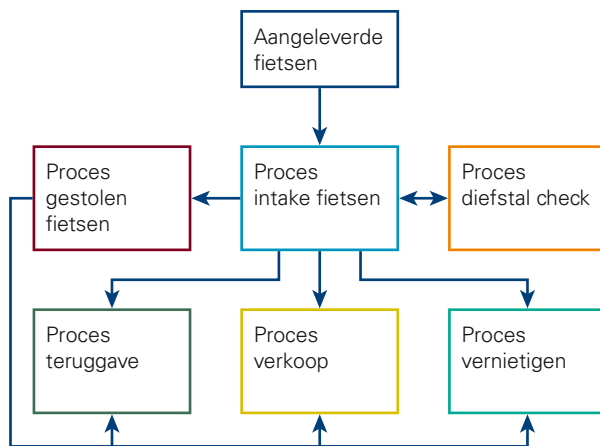 Aangeleverde
fietsen
Proces
gestolen
fietsen
Proces
intake fietsen
Proces
diefstal check
Proces
teruggave
Proces
verkoop
Proces
vernietigen